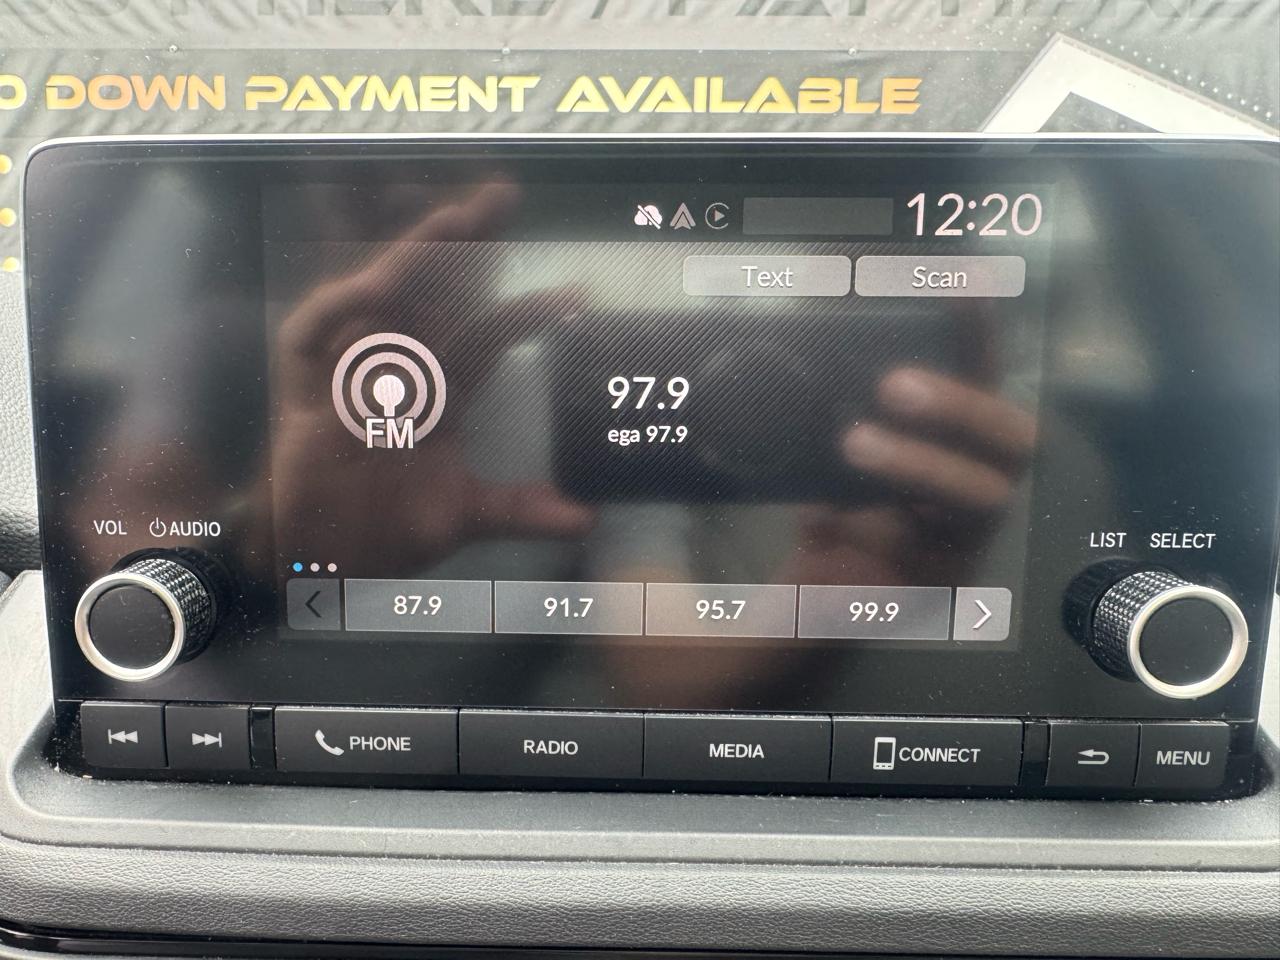 O DOWN PAYMENT AVAILABLE
12:20
Text
Scan
97.9
FM
ega 97.9
VOL AUDIO
LIST SELECT
87.9
91.7
95.7
99.9
PHONE
RADIO
MEDIA
CONNECT
MENU